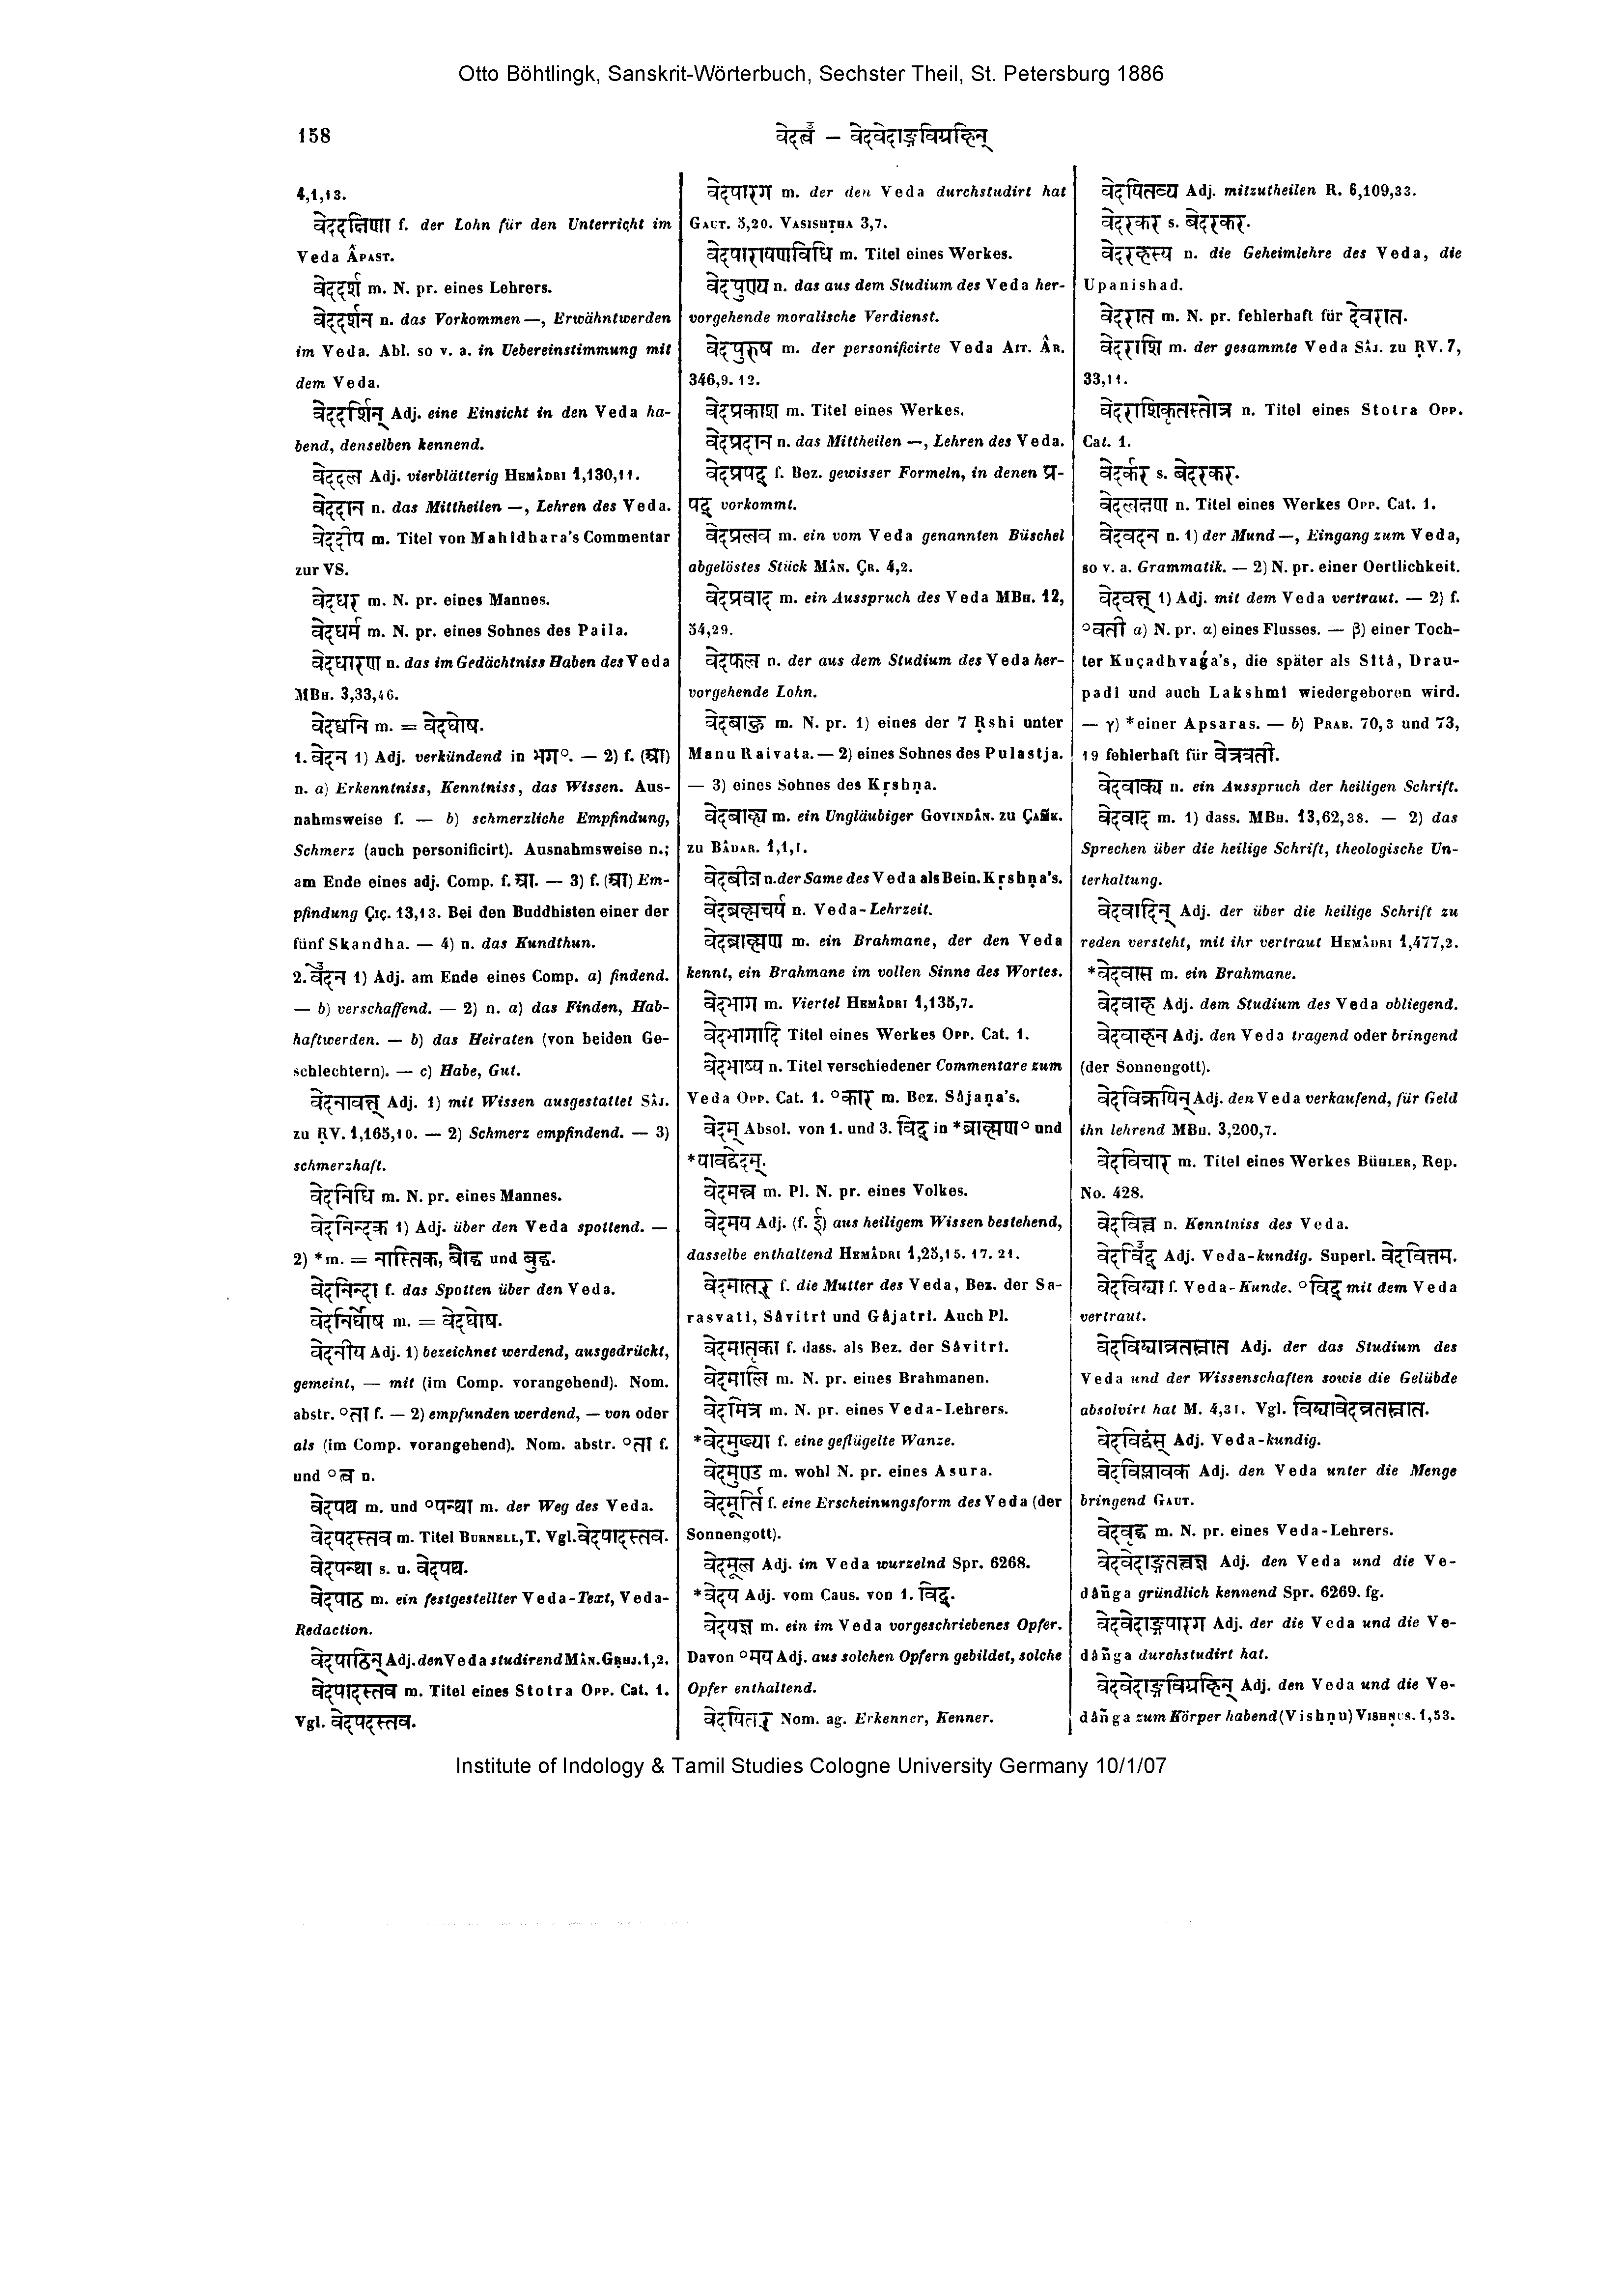 Otto Böhtlingk, Sanskrit-Wörterbuch, Sechster Theil, St. Petersburg 1886
158
वेदत्वँ — वेदवेदाङ्गविग्रहिन्
4,1,13.
वेददक्षिणा f. der Lohn für den Unterricht im
Veda Âpast.
वेददर्श m. N. pr. eines Lehrers.
वेददर्शन n. das Vorkommen —, Erwähntwerden
im Veda. Abl. so v. a. in Uebereinstimmung mit
dem Veda.
वेददर्शिन् Adj. eine Einsicht in den Veda ha-
bend, denselben kennend.
वेददल Adj. vierblätterig Hemâdri 1,130,11.
वेददान n. das Mittheilen —, Lehren des Veda.
वेददीप m. Titel von Mahîdhara's Commentar
zur VS.
वेदधर m. N. pr. eines Mannes.
वेदधर्म m. N. pr. eines Sohnes des Paila.
वेदधारण n. das im Gedächtniss Haben des Veda
MBh. 3,33,46.
वेदध्वनि m. = वेदघोष.
1. वेदन 1) Adj. verkündend in भग°. — 2) f. (आ)
n. a) Erkenntniss, Kenntniss, das Wissen. Aus-
nahmsweise f. — b) schmerzliche Empfindung,
Schmerz (auch personificirt). Ausnahmsweise n.;
am Ende eines adj. Comp. f. आ. — 3) f. (आ) Em-
pfindung Çiç. 13,13. Bei den Buddhisten einer der
fünf Skandha. — 4) n. das Kundthun.
2. वेँदन 1) Adj. am Ende eines Comp. a) findend.
— b) verschaffend. — 2) n. a) das Finden, Hab-
haftwerden. — b) das Heiraten (von beiden Ge-
schlechtern). — c) Habe, Gut.
वेदनावत् Adj. 1) mit Wissen ausgestattet Sâj.
zu ṚV. 1,165,10. — 2) Schmerz empfindend. — 3)
schmerzhaft.
वेदनिधि m. N. pr. eines Mannes.
वेदनिन्दक 1) Adj. über den Veda spottend. —
2) *m. = नास्तिक, बौद्ध und बुद्ध.
वेदनिन्दा f. das Spotten über den Veda.
वेदनिर्घोष m. = वेदघोष.
वेदनीय Adj. 1) bezeichnet werdend, ausgedrückt,
gemeint, — mit (im Comp. vorangehend). Nom.
abstr. °ता f. — 2) empfunden werdend, — von oder
als (im Comp. vorangehend). Nom. abstr. °ता f.
und °त्व n.
वेदपथ m. und °पन्था m. der Weg des Veda.
वेदपदस्तव m. Titel Burnell, T. Vgl. वेदपादस्तव.
वेदपन्था s. u. वेदपथ.
वेदपाठ m. ein festgestellter Veda-Text, Veda-
Redaction.
वेदपाठिन् Adj. den Veda studirend Mân. Gṛhj. 1,2.
वेदपादस्तव m. Titel eines Stotra Opp. Cat. 1.
Vgl. वेदपदस्तव.
वेदपारग m. der den Veda durchstudirt hat
Gaut. 5,20. Vasishṭha 3,7.
वेदपारायणविधि m. Titel eines Werkes.
वेदपुण्य n. das aus dem Studium des Veda her-
vorgehende moralische Verdienst.
वेदपुरुष m. der personificirte Veda Ait. Âr.
346,9. 12.
वेदप्रकाश m. Titel eines Werkes.
वेदप्रदान n. das Mittheilen —, Lehren des Veda.
वेदप्रपद् f. Bez. gewisser Formeln, in denen प्र-
पद् vorkommt.
वेदप्रलव m. ein vom Veda genannten Büschel
abgelöstes Stück Mân. Çr. 4,2.
वेदप्रवाद m. ein Ausspruch des Veda MBh. 12,
54,29.
वेदफल n. der aus dem Studium des Veda her-
vorgehende Lohn.
वेदबाहु m. N. pr. 1) eines der 7 Ṛshi unter
Manu Raivata. — 2) eines Sohnes des Pulastja.
— 3) eines Sohnes des Kṛshṇa.
वेदबाह्य m. ein Ungläubiger Govindân. zu Çaṁk.
zu Bâdar. 1,1,1.
वेदबीज n. der Same des Veda als Bein. Kṛshṇa's.
वेदब्रह्मचर्य n. Veda-Lehrzeit.
वेदब्राह्मण m. ein Brahmane, der den Veda
kennt, ein Brahmane im vollen Sinne des Wortes.
वेदभाग m. Viertel Hemâdri 1,135,7.
वेदभागादि Titel eines Werkes Opp. Cat. 1.
वेदभाष्य n. Titel verschiedener Commentare zum
Veda Opp. Cat. 1. °कार m. Bez. Sâjaṇa's.
वेदम् Absol. von 1. und 3. विद् in *ब्राह्मण° und
*यावद्वेदम्.
वेदमन्त्र m. Pl. N. pr. eines Volkes.
वेदमय Adj. (f. ई) aus heiligem Wissen bestehend,
dasselbe enthaltend Hemâdri 1,25,15. 17. 21.
वेदमातर् f. die Mutter des Veda, Bez. der Sa-
rasvatî, Sâvitrî und Gâjatrî. Auch Pl.
वेदमातृका f. dass. als Bez. der Sâvitrî.
वेदमालि m. N. pr. eines Brahmanen.
वेदमित्र m. N. pr. eines Veda-Lehrers.
*वेदमुख्या f. eine geflügelte Wanze.
वेदमुण्ड m. wohl N. pr. eines Asura.
वेदमूर्ति f. eine Erscheinungsform des Veda (der
Sonnengott).
वेदमूल Adj. im Veda wurzelnd Spr. 6268.
*वेदय Adj. vom Caus. von 1. विद्.
वेदयज्ञ m. ein im Veda vorgeschriebenes Opfer.
Davon °मय Adj. aus solchen Opfern gebildet, solche
Opfer enthaltend.
वेदयितर् Nom. ag. Erkenner, Kenner.
वेदयितव्य Adj. mitzutheilen R. 6,109,33.
वेदरकर s. बेदरकर.
वेदरहस्य n. die Geheimlehre des Veda, die
Upanishad.
वेदरात m. N. pr. fehlerhaft für देवरात.
वेदराशि m. der gesammte Veda Sâj. zu ṚV. 7,
33,11.
वेदराशिकृतस्तोत्र n. Titel eines Stotra Opp.
Cat. 1.
वेदर्कर s. बेदरकर.
वेदलक्षण n. Titel eines Werkes Opp. Cat. 1.
वेदवदन n. 1) der Mund —, Eingang zum Veda,
so v. a. Grammatik. — 2) N. pr. einer Oertlichkeit.
वेदवत् 1) Adj. mit dem Veda vertraut. — 2) f.
°वती a) N. pr. α) eines Flusses. — β) einer Toch-
ter Kuçadhvaǵa's, die später als Sîtâ, Drau-
padî und auch Lakshmî wiedergeboren wird.
— γ) *einer Apsaras. — b) Prab. 70,3 und 73,
19 fehlerhaft für वेत्रवती.
वेदवाक्य n. ein Ausspruch der heiligen Schrift.
वेदवाद m. 1) dass. MBh. 13,62,38. — 2) das
Sprechen über die heilige Schrift, theologische Un-
terhaltung.
वेदवादिन् Adj. der über die heilige Schrift zu
reden versteht, mit ihr vertraut Hemâdri 1,477,2.
*वेदवास m. ein Brahmane.
वेदवाह Adj. dem Studium des Veda obliegend.
वेदवाहन Adj. den Veda tragend oder bringend
(der Sonnengott).
वेदविक्रयिन् Adj. den Veda verkaufend, für Geld
ihn lehrend MBh. 3,200,7.
वेदविचार m. Titel eines Werkes Bühler, Rep.
No. 428.
वेदवित्त्व n. Kenntniss des Veda.
वेदविँद् Adj. Veda-kundig. Superl. वेदवित्तम.
वेदविद्या f. Veda-Kunde. °विद् mit dem Veda
vertraut.
वेदविद्याव्रतस्नात Adj. der das Studium des
Veda und der Wissenschaften sowie die Gelübde
absolvirt hat M. 4,31. Vgl. विद्यावेदव्रतस्नात.
वेदविद्वंस् Adj. Veda-kundig.
वेदविप्लावक Adj. den Veda unter die Menge
bringend Gaut.
वेदवृद्ध m. N. pr. eines Veda-Lehrers.
वेदवेदाङ्गतत्त्वज्ञ Adj. den Veda und die Ve-
dâṅga gründlich kennend Spr. 6269. fg.
वेदवेदाङ्गपारग Adj. der die Veda und die Ve-
dâṅga durchstudirt hat.
वेदवेदाङ्गविग्रहिन् Adj. den Veda und die Ve-
dâṅga zum Körper habend (Vishṇu) Vishṇus. 1,53.
Institute of Indology & Tamil Studies Cologne University Germany 10/1/07